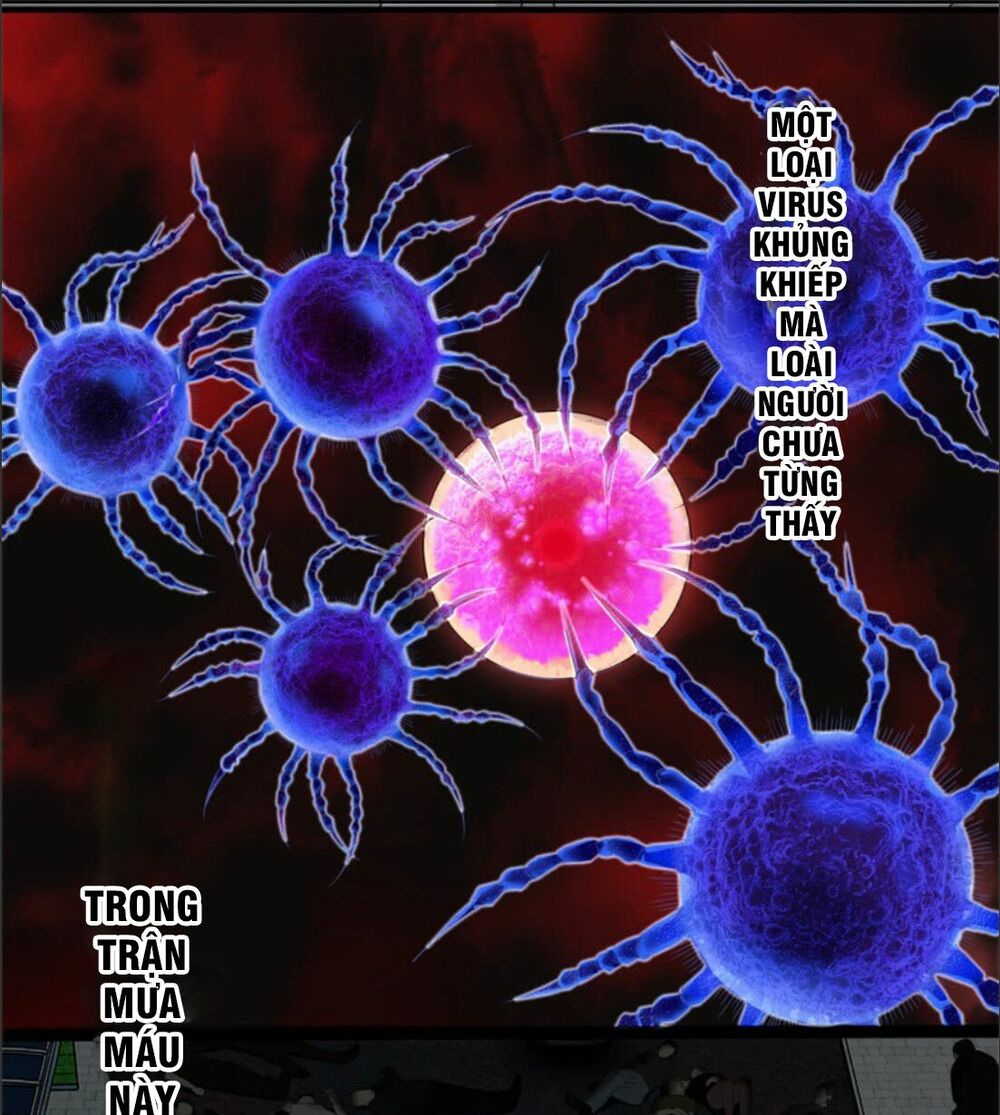 MỘT
LOẠI
VIRUS
KHỦNG
KHIẾP
MÀ
LOÀI
NGƯỜI
CHƯA
TỪNG
THẤY
TRONG
TRẬN
MƯA
MÁU
NÀY